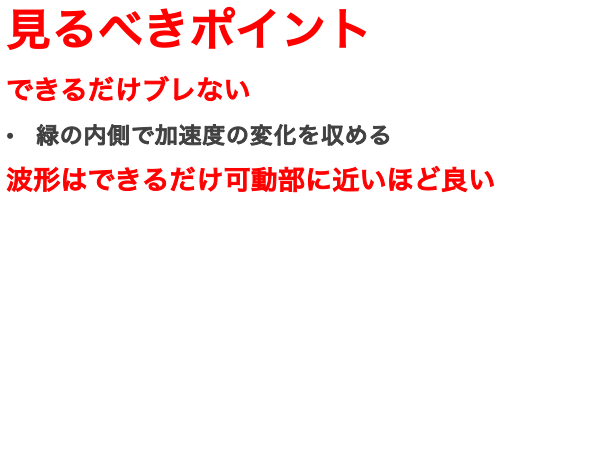 見るべきポイント
できるだけブレない
• 緑の内側で加速度の変化を収める
波形はできるだけ可動部に近いほど良い